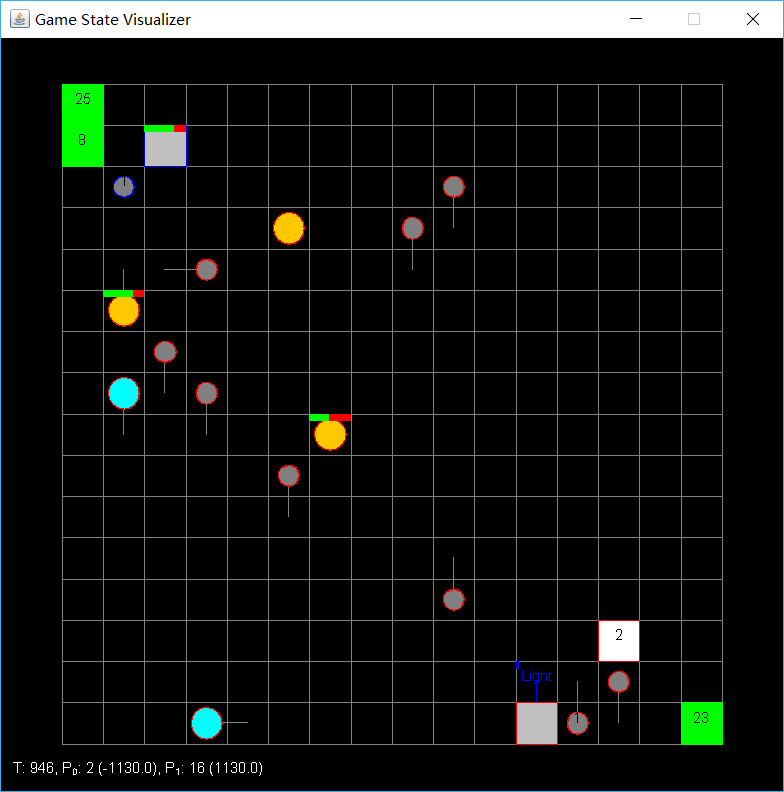 Game State Visualizer
25
8
2
Light
23
T: 946, P₀: 2 (-1130.0), P₁: 16 (1130.0)